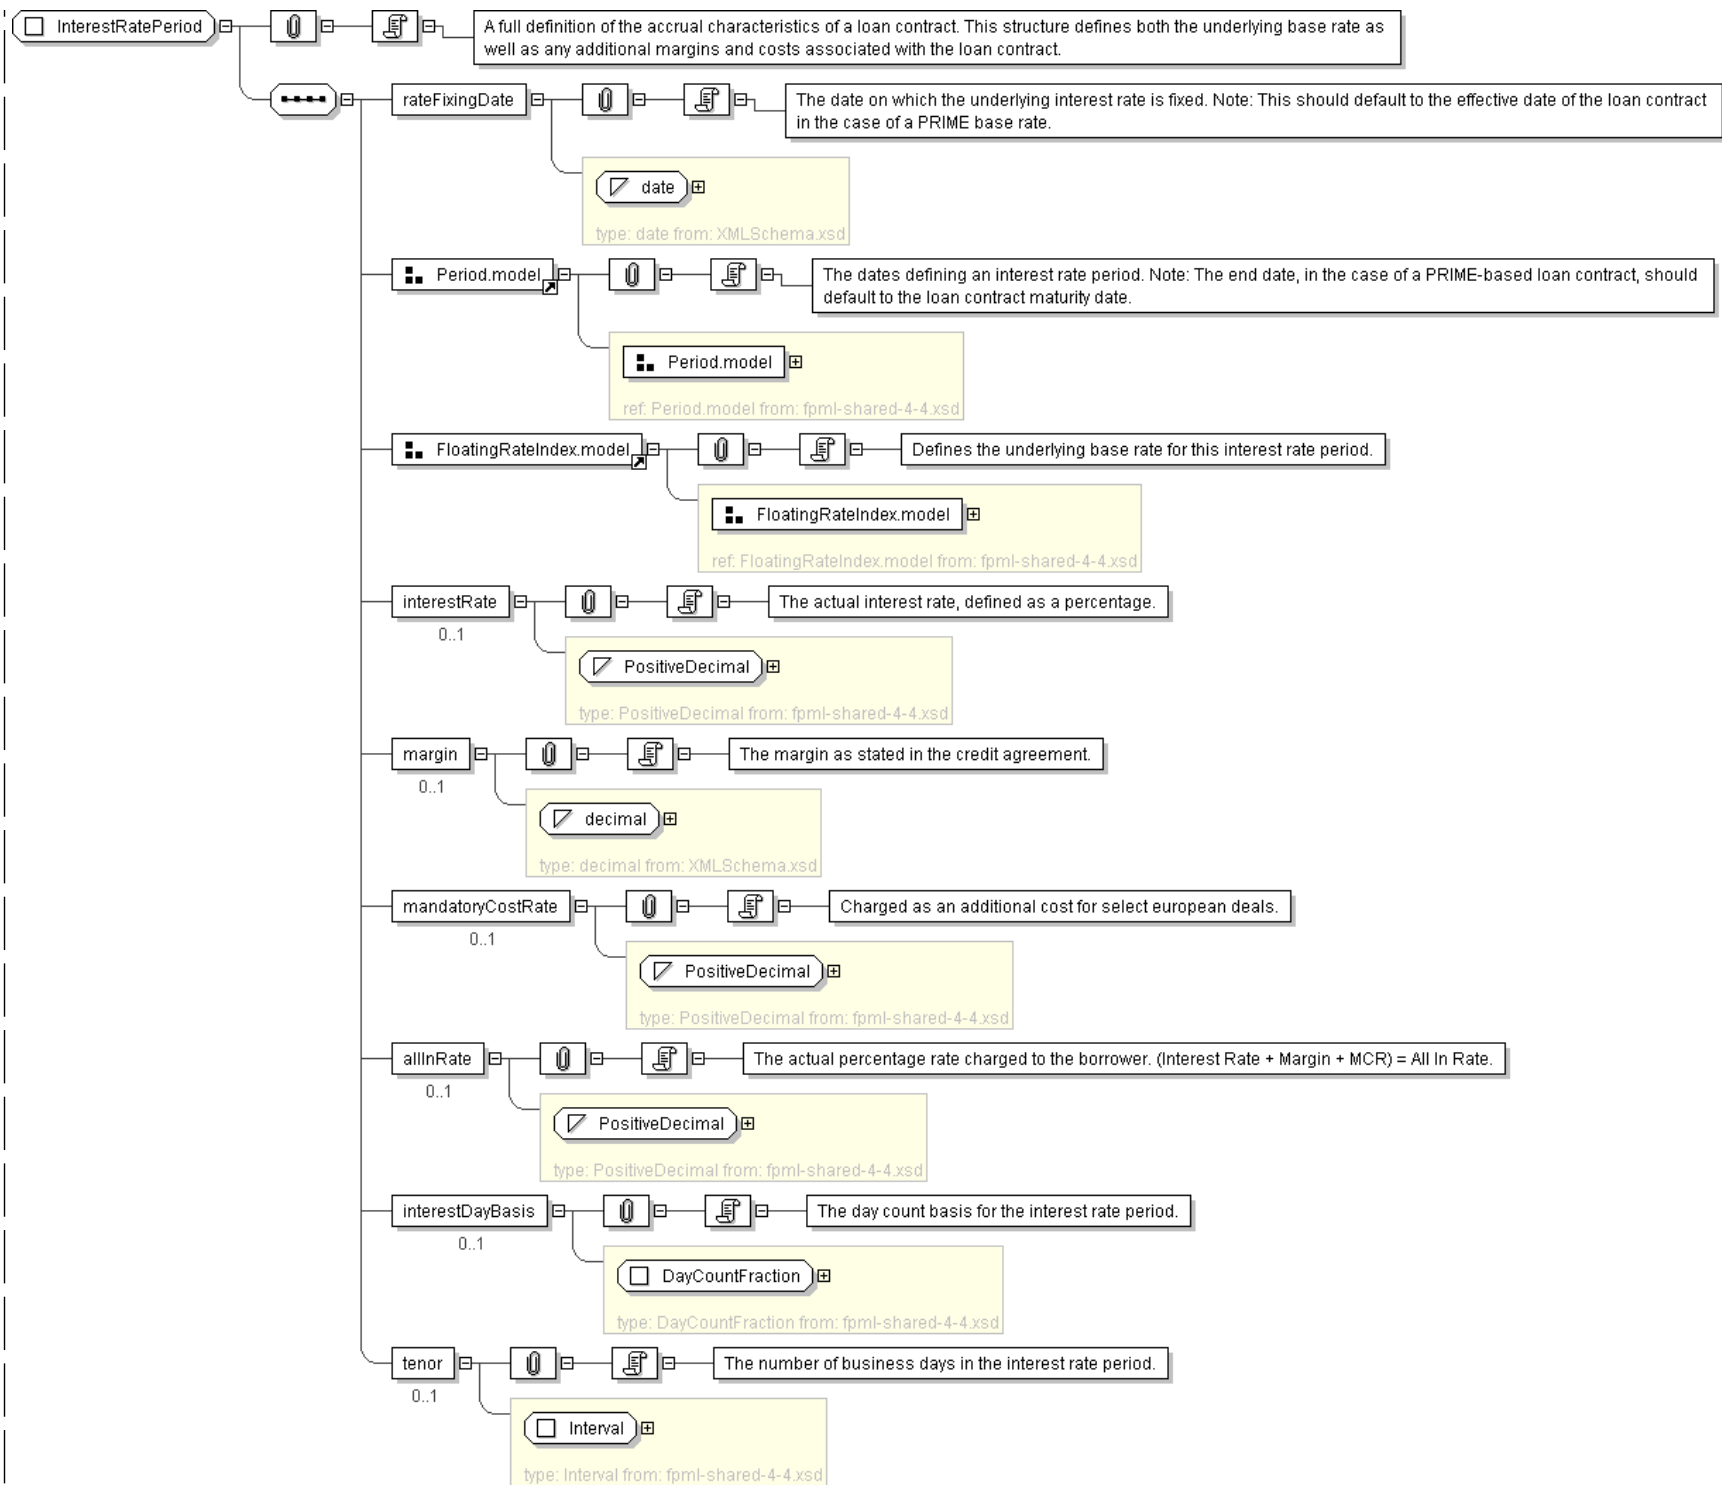 InterestRatePeriod
A full definition of the accrual characteristics of a loan contract. This structure defines both the underlying base rate as
well as any additional margins and costs associated with the loan contract.
rateFixingDate
The date on which the underlying interest rate is fixed. Note: This should default to the effective date of the loan contract
in the case of a PRIME base rate.
date
type: date from: XMLSchema.xsd
Period.model
The dates defining an interest rate period. Note: The end date, in the case of a PRIME-based loan contract, should
default to the loan contract maturity date.
Period.model
ref: Period.model from: fpml-shared-4-4.xsd
FloatingRateIndex.model
Defines the underlying base rate for this interest rate period.
FloatingRateIndex.model
ref: FloatingRateIndex.model from: fpml-shared-4-4.xsd
interestRate
The actual interest rate, defined as a percentage.
0..1
PositiveDecimal
type: PositiveDecimal from: fpml-shared-4-4.xsd
margin
The margin as stated in the credit agreement.
0..1
decimal
type: decimal from: XMLSchema.xsd
mandatoryCostRate
Charged as an additional cost for select european deals.
0..1
PositiveDecimal
type: PositiveDecimal from: fpml-shared-4-4.xsd
allInRate
The actual percentage rate charged to the borrower. (Interest Rate + Margin + MCR) = All In Rate.
0..1
PositiveDecimal
type: PositiveDecimal from: fpml-shared-4-4.xsd
interestDayBasis
The day count basis for the interest rate period.
0..1
DayCountFraction
type: DayCountFraction from: fpml-shared-4-4.xsd
tenor
The number of business days in the interest rate period.
0..1
Interval
type: Interval from: fpml-shared-4-4.xsd